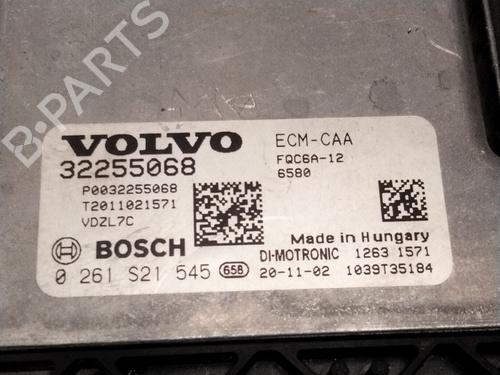 B-PARTS
VOLVO
32255068
P0032255068
T2011021571
VDZL7C
BOSCH
0 261 S21 545 658
ECM-CAA
FQC6A-12
6580
Made in Hungary
DI-MOTRONIC 1263 1571
20-11-02 1039T35184